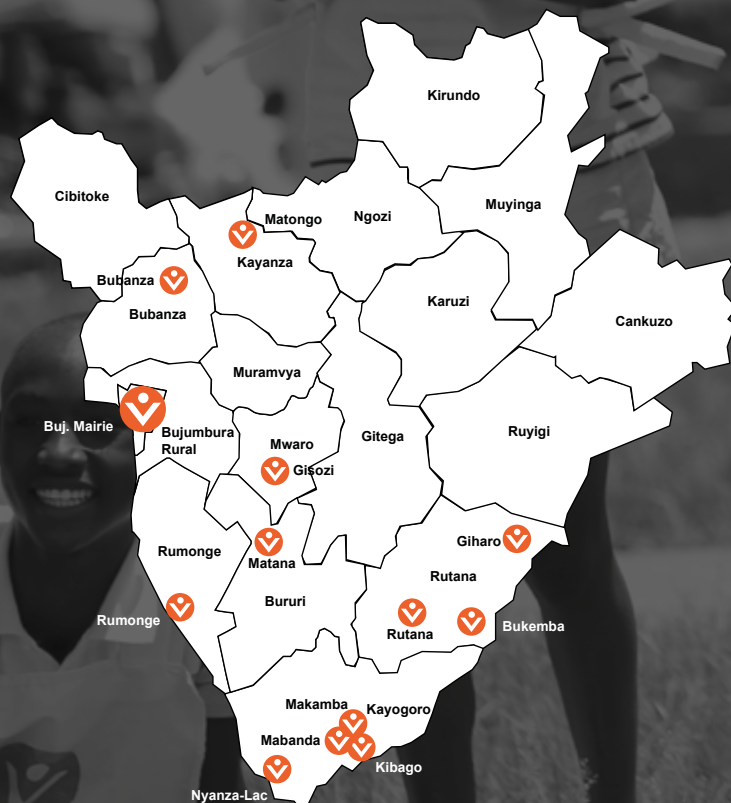 Kirundo
Cibitoke
Muyinga
Matongo
Ngozi
Kayanza
Bubanza
Bubanza
Karuzi
Cankuzo
Muramvya
Buj. Mairie
Bujumbura
Rural
Mwaro
Gitega
Ruyigi
Gisozi
Giharo
Rumonge
Matana
Rutana
Bururi
Rumonge
Rutana
Bukemba
Makamba
Kayogoro
Mabanda
Kibago
Nyanza-Lac